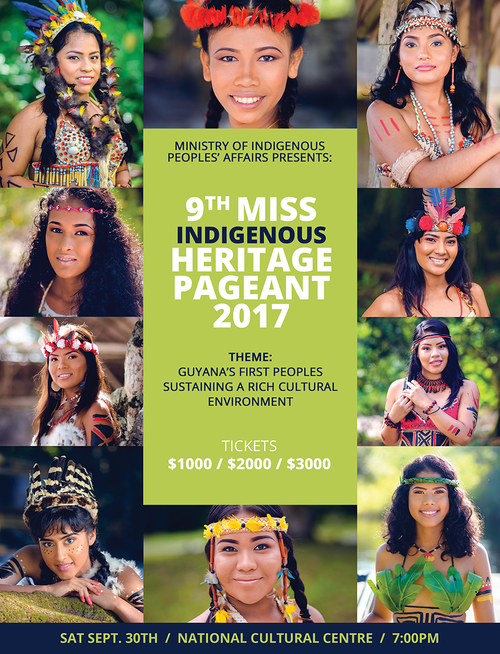 MINISTRY OF INDIGENOUS
PEOPLES' AFFAIRS PRESENTS:
9TH MISS
INDIGENOUS
HERITAGE
PAGEANT
2017
THEME:
GUYANA'S FIRST PEOPLES
SUSTAINING A RICH CULTURAL
ENVIRONMENT
TICKETS
$1000 / $2000 / $3000
SAT SEPT. 30TH / NATIONAL CULTURAL CENTRE / 7:00PM